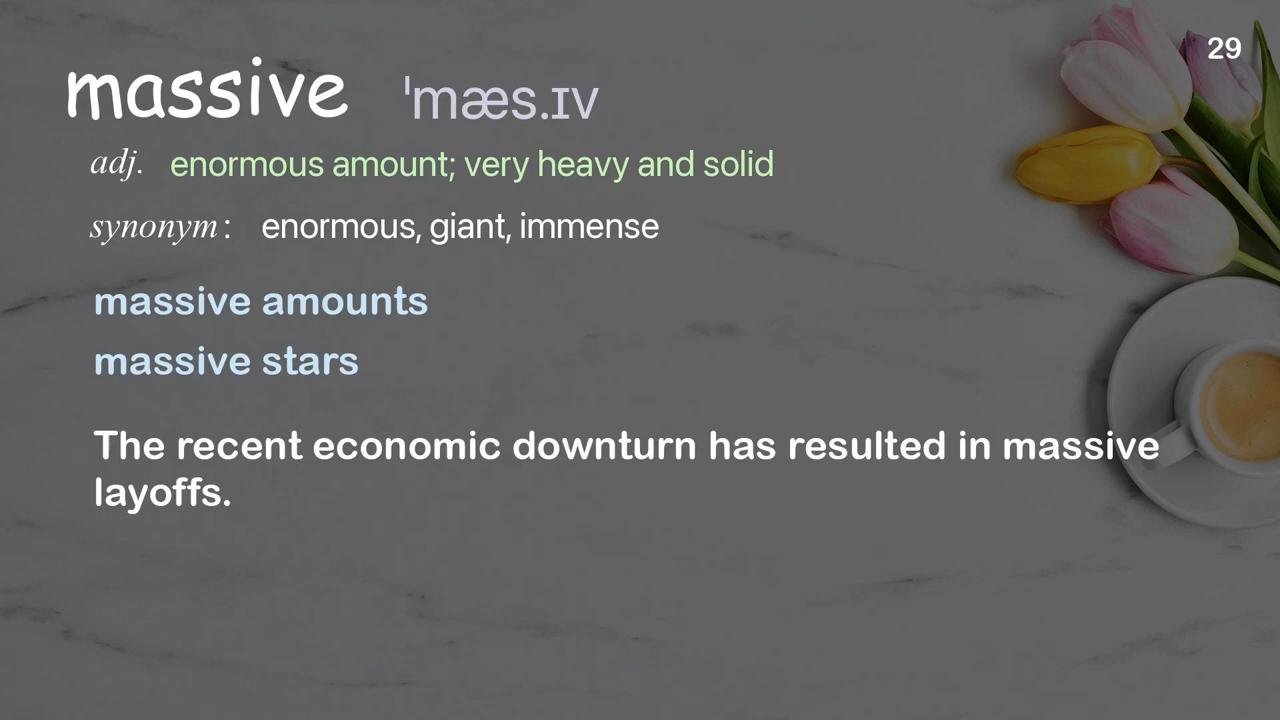 29
massive ˈmæs.ɪv
adj. enormous amount; very heavy and solid
synonym: enormous, giant, immense
massive amounts
massive stars
The recent economic downturn has resulted in massive
layoffs.